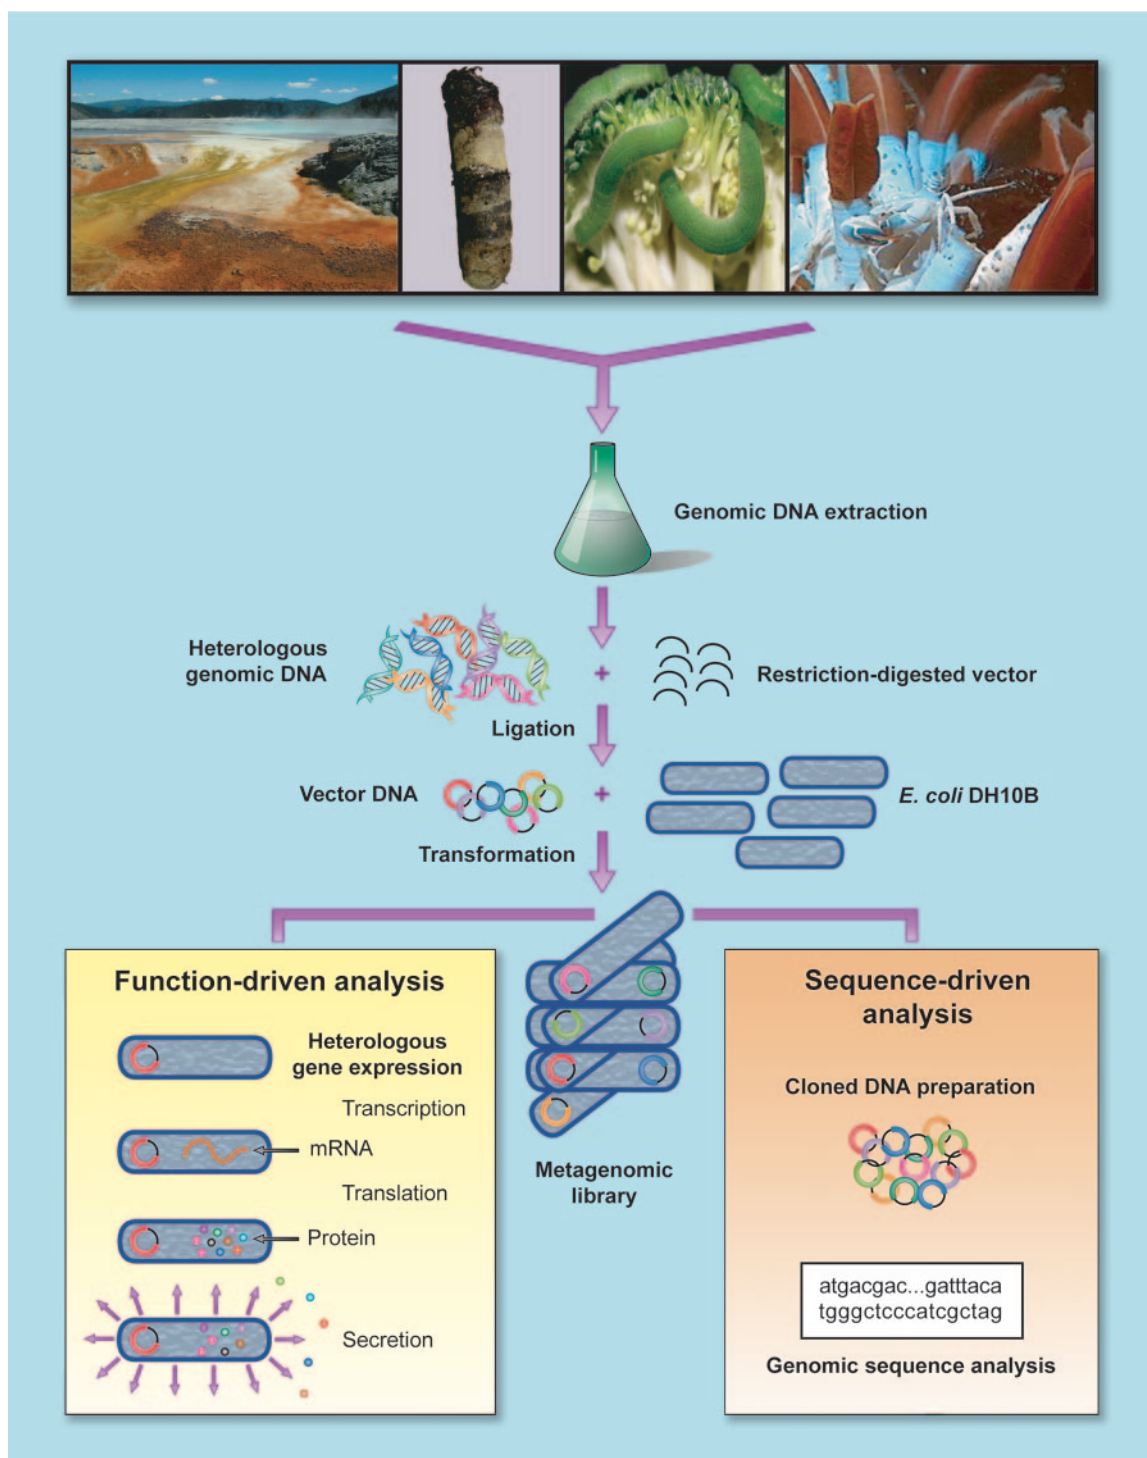 Genomic DNA extraction
Heterologous
genomic DNA
+
Restriction-digested vector
Ligation
Vector DNA
+
E. coli DH10B
Transformation
Function-driven analysis
Heterologous
gene expression
Transcription
mRNA
Translation
Protein
Secretion
Metagenomic
library
Sequence-driven
analysis
Cloned DNA preparation
atgacgac...gatttaca
tgggctcccatcgctag
Genomic sequence analysis